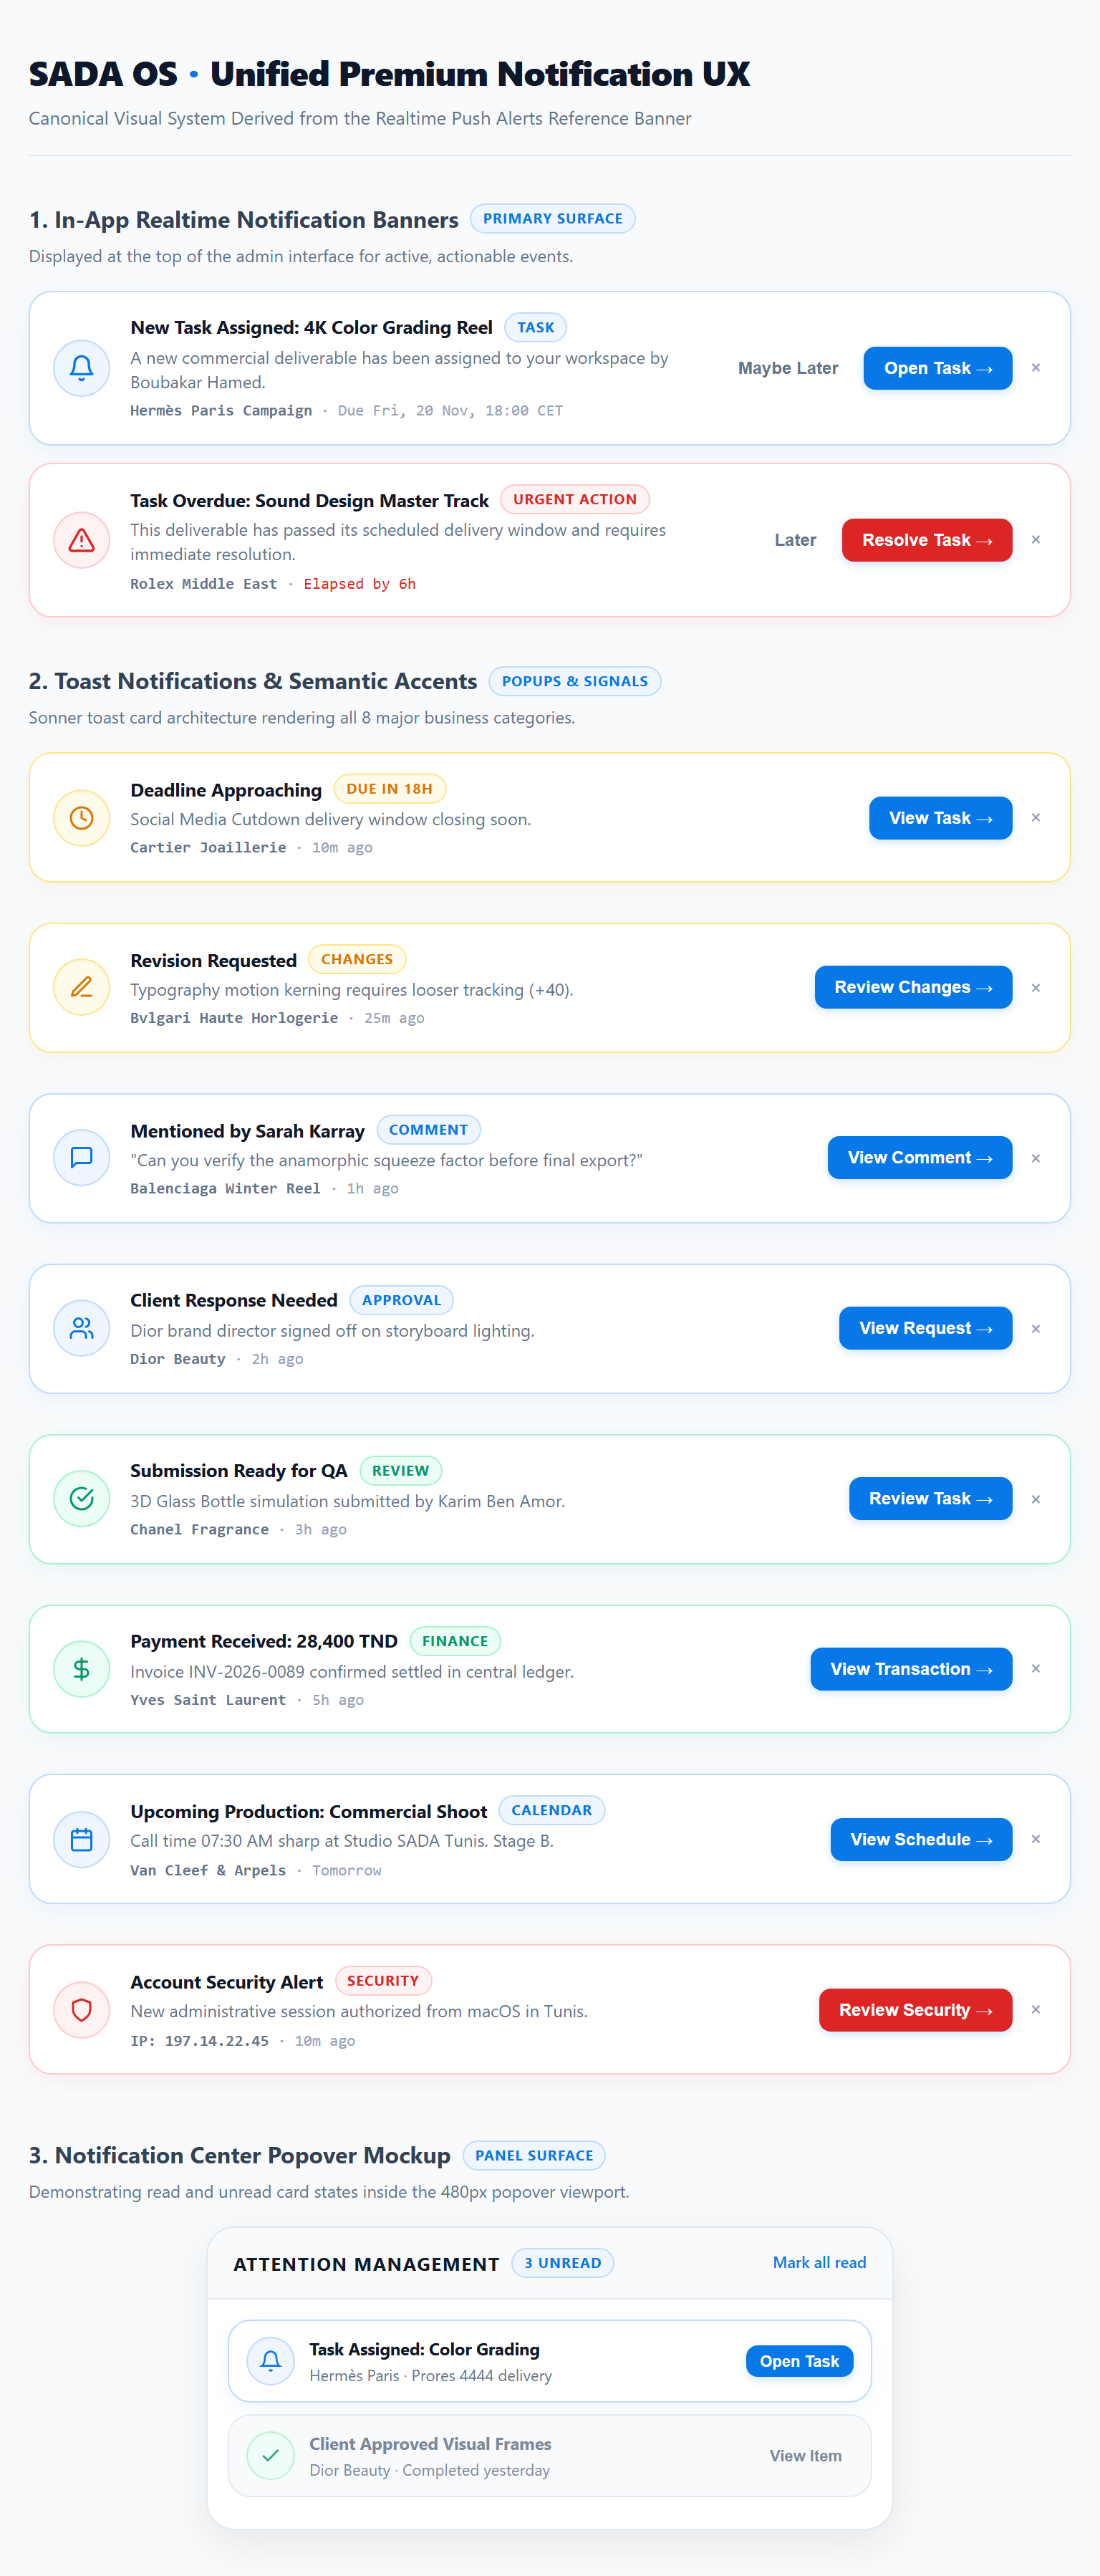 SADA OS · Unified Premium Notification UX
Canonical Visual System Derived from the Realtime Push Alerts Reference Banner
1. In-App Realtime Notification Banners PRIMARY SURFACE
Displayed at the top of the admin interface for active, actionable events.
New Task Assigned: 4K Color Grading Reel TASK
A new commercial deliverable has been assigned to your workspace by
Boubakar Hamed.
Hermès Paris Campaign · Due Fri, 20 Nov, 18:00 CET
Maybe Later Open Task → ×
Task Overdue: Sound Design Master Track URGENT ACTION
This deliverable has passed its scheduled delivery window and requires
immediate resolution.
Rolex Middle East · Elapsed by 6h
Later Resolve Task → ×
2. Toast Notifications & Semantic Accents POPUPS & SIGNALS
Sonner toast card architecture rendering all 8 major business categories.
Deadline Approaching DUE IN 18H
Social Media Cutdown delivery window closing soon.
Cartier Joaillerie · 10m ago
View Task → ×
Revision Requested CHANGES
Typography motion kerning requires looser tracking (+40).
Bvlgari Haute Horlogerie · 25m ago
Review Changes → ×
Mentioned by Sarah Karray COMMENT
"Can you verify the anamorphic squeeze factor before final export?"
Balenciaga Winter Reel · 1h ago
View Comment → ×
Client Response Needed APPROVAL
Dior brand director signed off on storyboard lighting.
Dior Beauty · 2h ago
View Request → ×
Submission Ready for QA REVIEW
3D Glass Bottle simulation submitted by Karim Ben Amor.
Chanel Fragrance · 3h ago
Review Task → ×
Payment Received: 28,400 TND FINANCE
Invoice INV-2026-0089 confirmed settled in central ledger.
Yves Saint Laurent · 5h ago
View Transaction → ×
Upcoming Production: Commercial Shoot CALENDAR
Call time 07:30 AM sharp at Studio SADA Tunis. Stage B.
Van Cleef & Arpels · Tomorrow
View Schedule → ×
Account Security Alert SECURITY
New administrative session authorized from macOS in Tunis.
IP: 197.14.22.45 · 10m ago
Review Security → ×
3. Notification Center Popover Mockup PANEL SURFACE
Demonstrating read and unread card states inside the 480px popover viewport.
ATTENTION MANAGEMENT 3 UNREAD Mark all read
Task Assigned: Color Grading
Hermès Paris · Prores 4444 delivery
Open Task
Client Approved Visual Frames
Dior Beauty · Completed yesterday
View Item